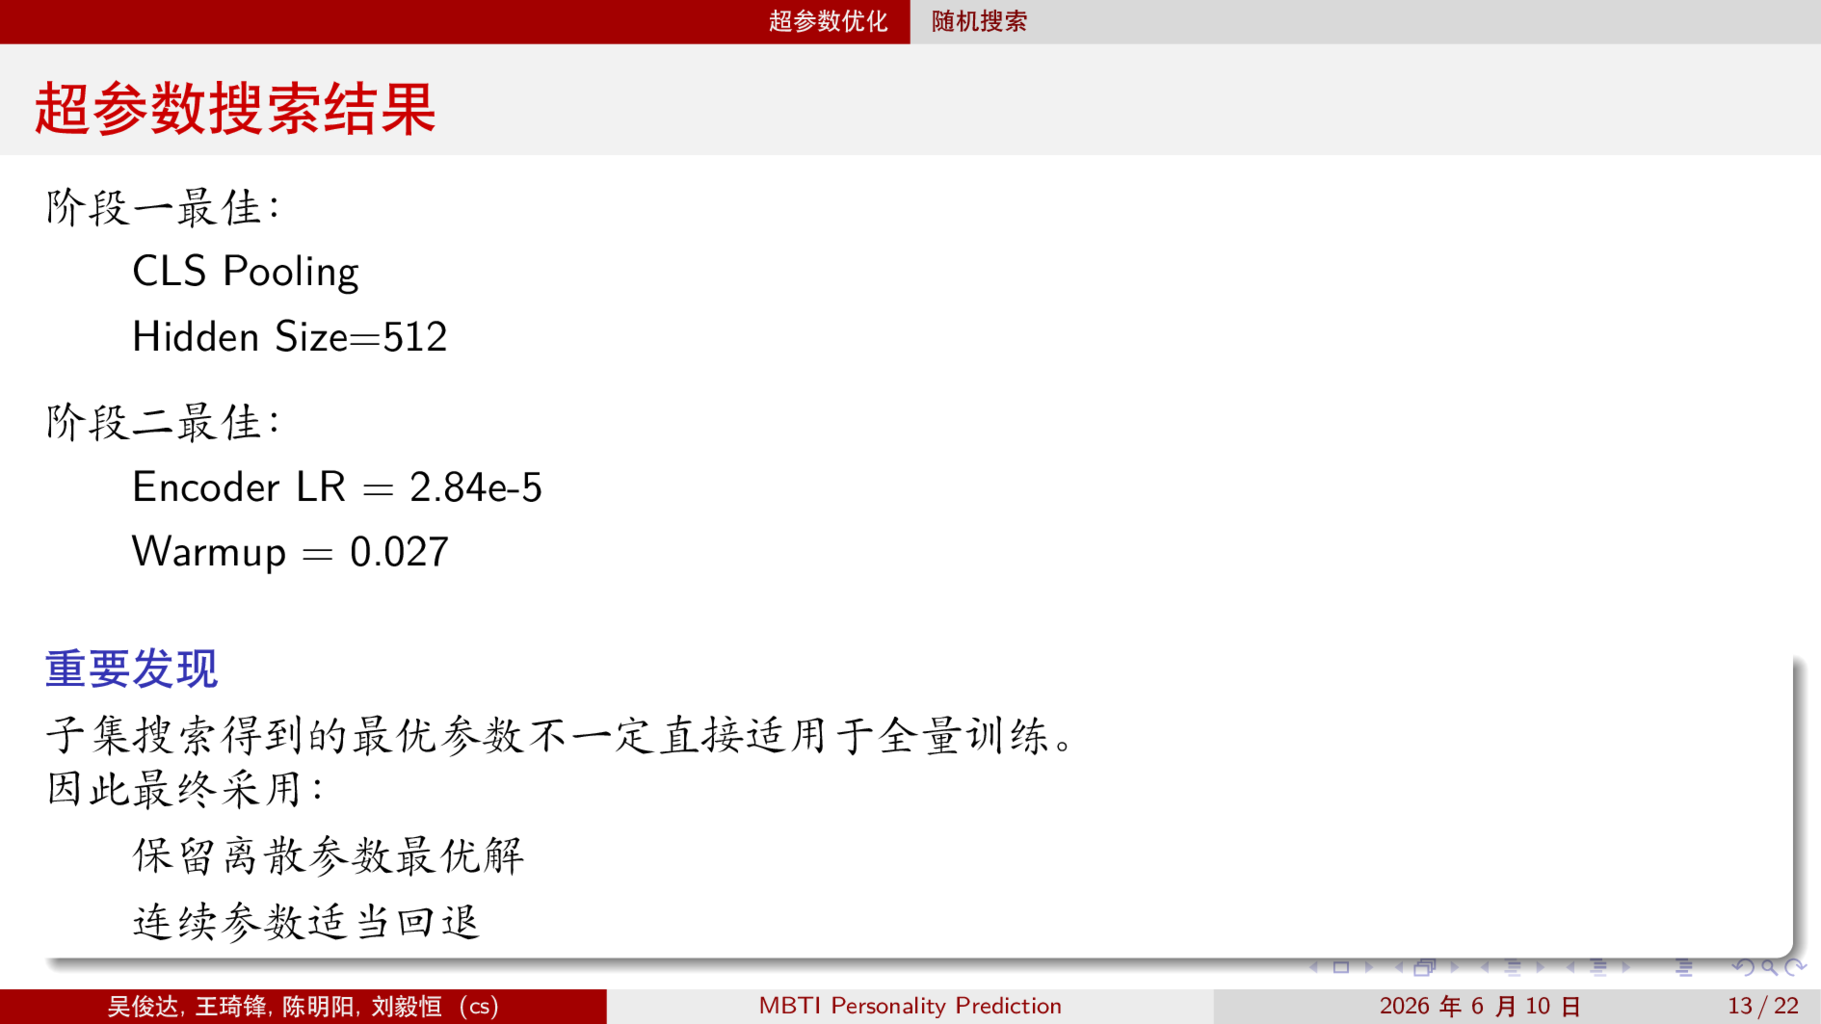 超参数优化 随机搜索
超参数搜索结果
阶段一最佳：
CLS Pooling
Hidden Size=512
阶段二最佳：
Encoder LR = 2.84e-5
Warmup = 0.027
重要发现
子集搜索得到的最优参数不一定直接适用于全量训练。
因此最终采用：
保留离散参数最优解
连续参数适当回退
吴俊达, 王琦锋, 陈明阳, 刘毅恒 (cs) MBTI Personality Prediction 2026 年 6 月 10 日 13 / 22